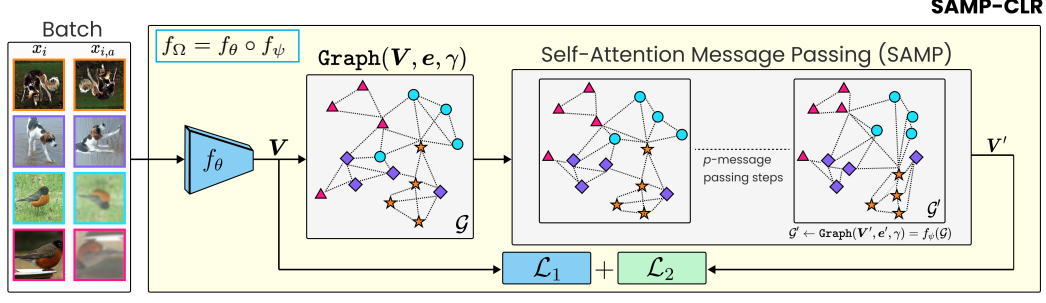 SAMP-CLR
Batch
x_i x_{i,a}
f_Ω = f_θ ∘ f_ψ
Graph(V, e, γ)
Self-Attention Message Passing (SAMP)
f_θ
V
G
p-message
passing steps
G'
G' ← Graph(V', e', γ) = f_ψ(G)
V'
L_1 + L_2